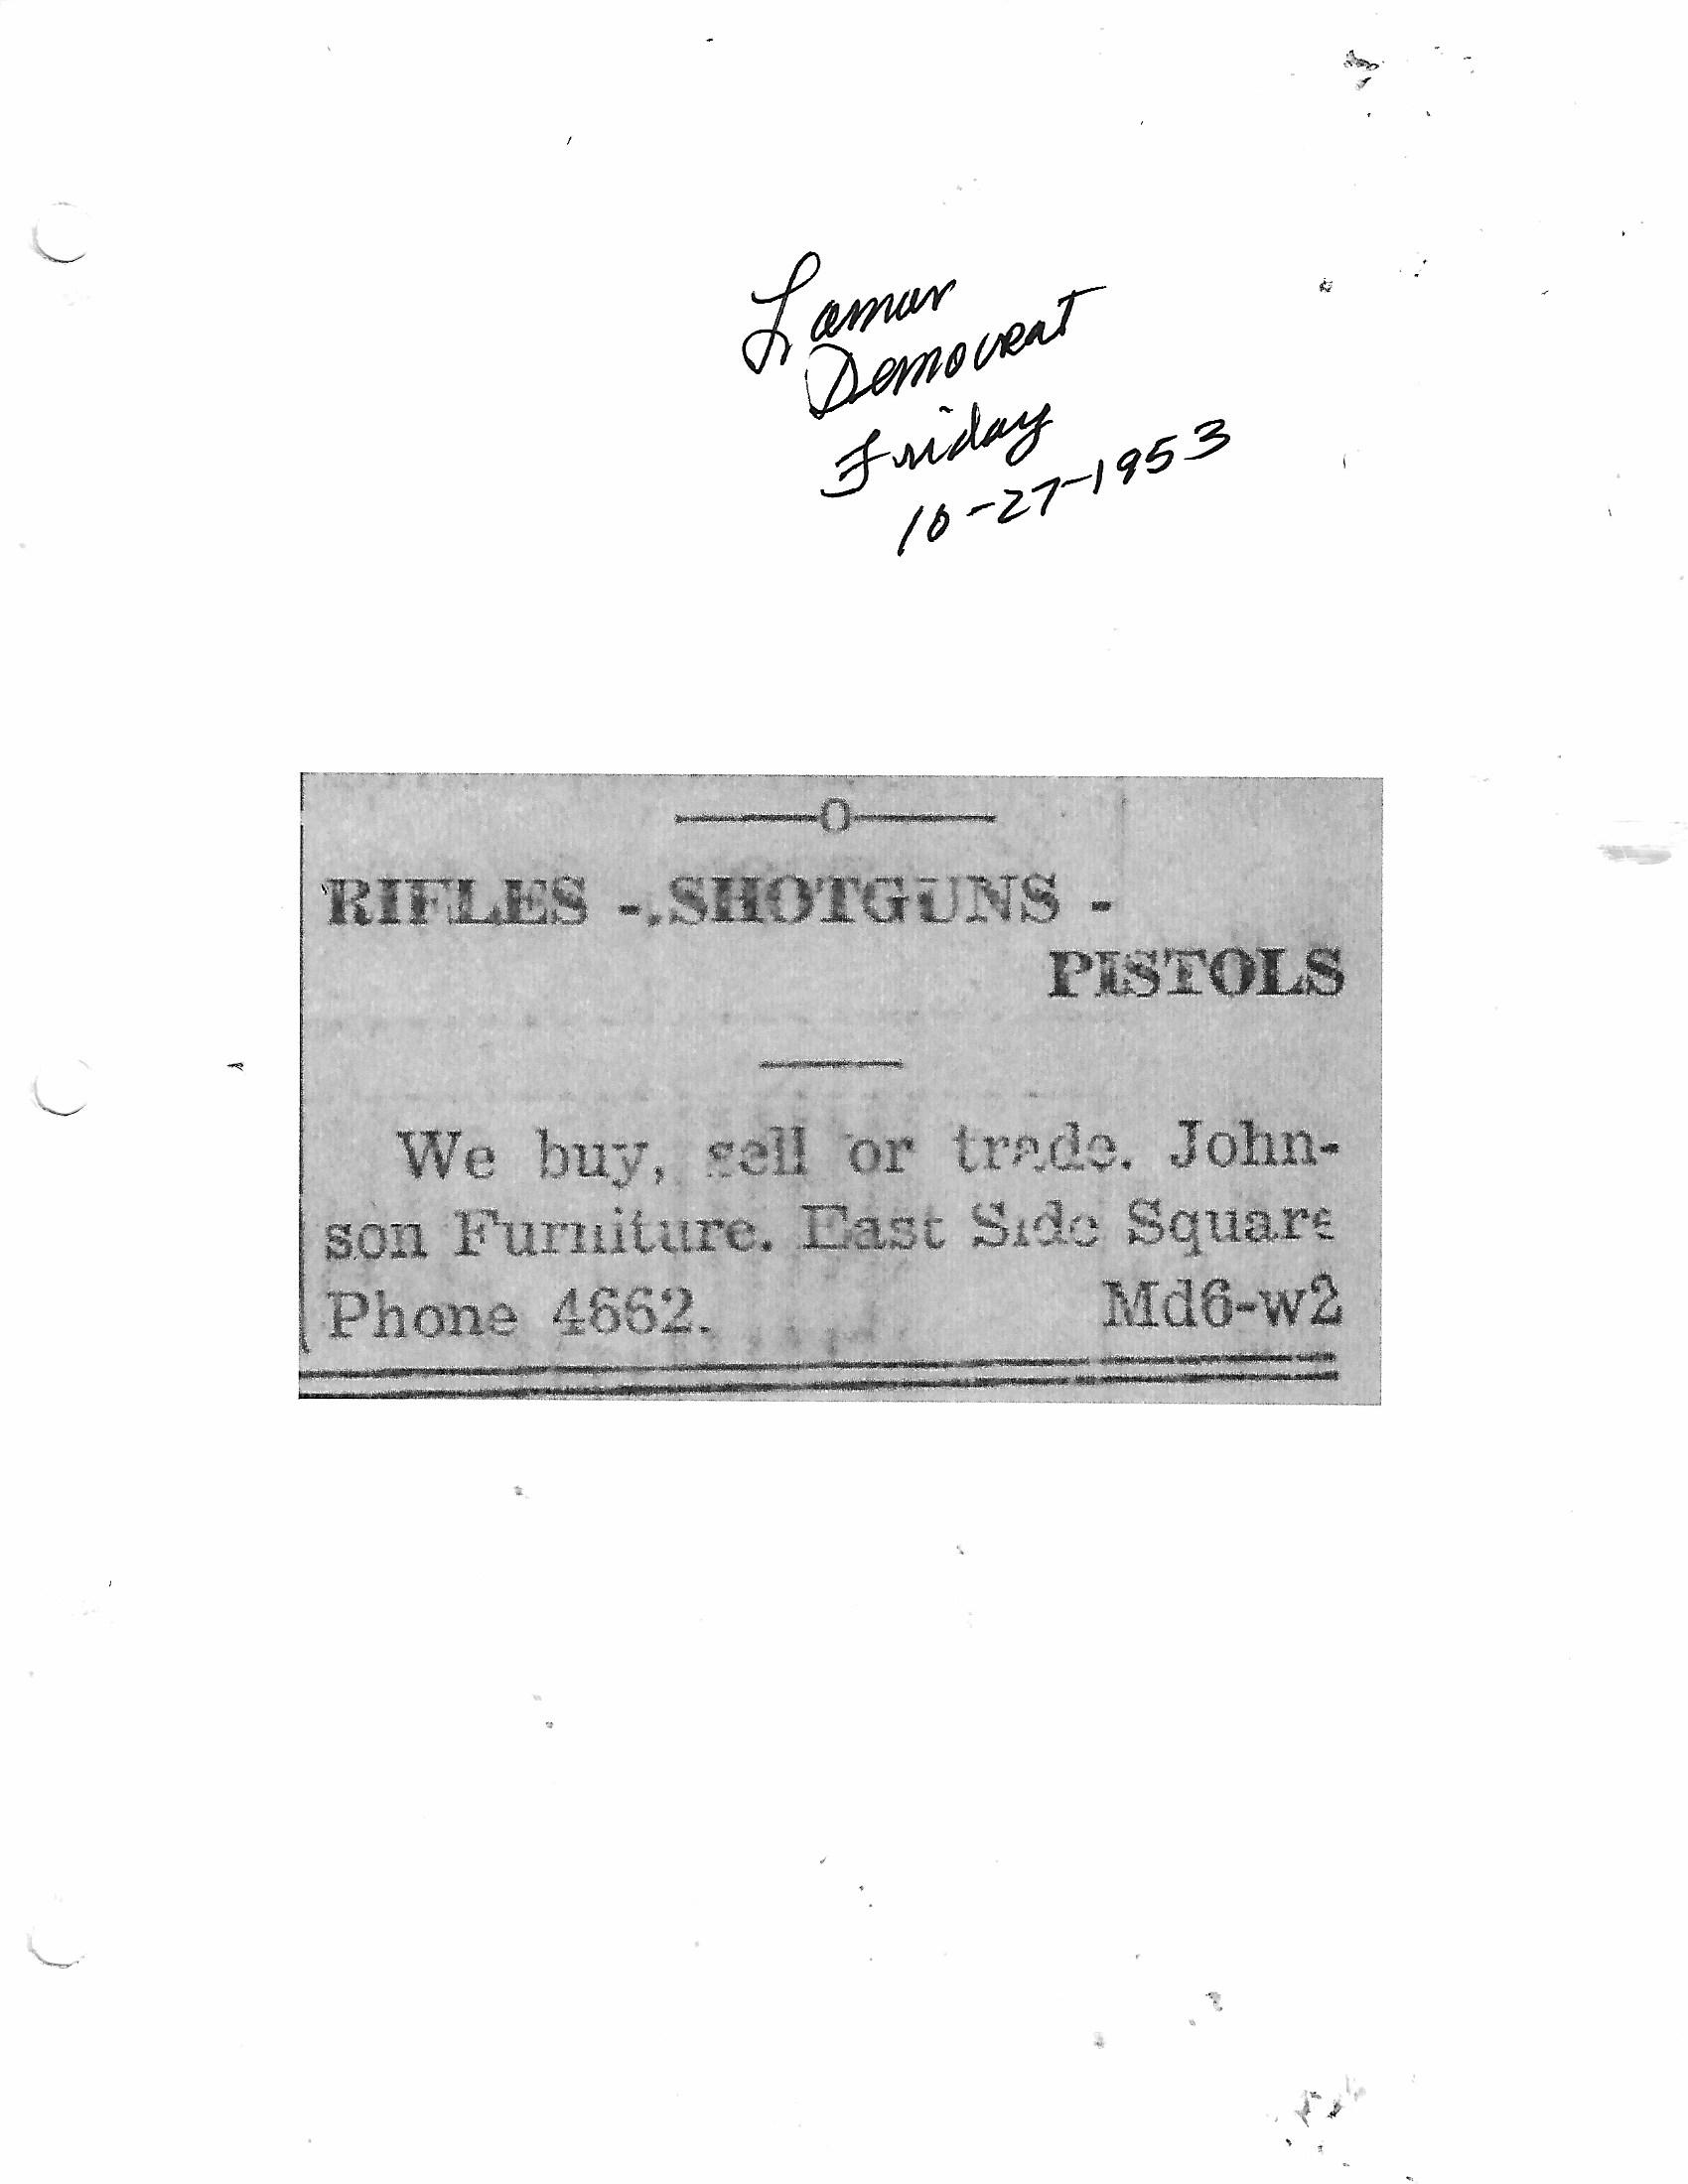 Lamar
Democrat
Friday
10-27-1953
O
RIFLES - SHOTGUNS -
PISTOLS
We buy, sell or trade. John-
son Furniture. East Side Square
Phone 4662. Md6-w2